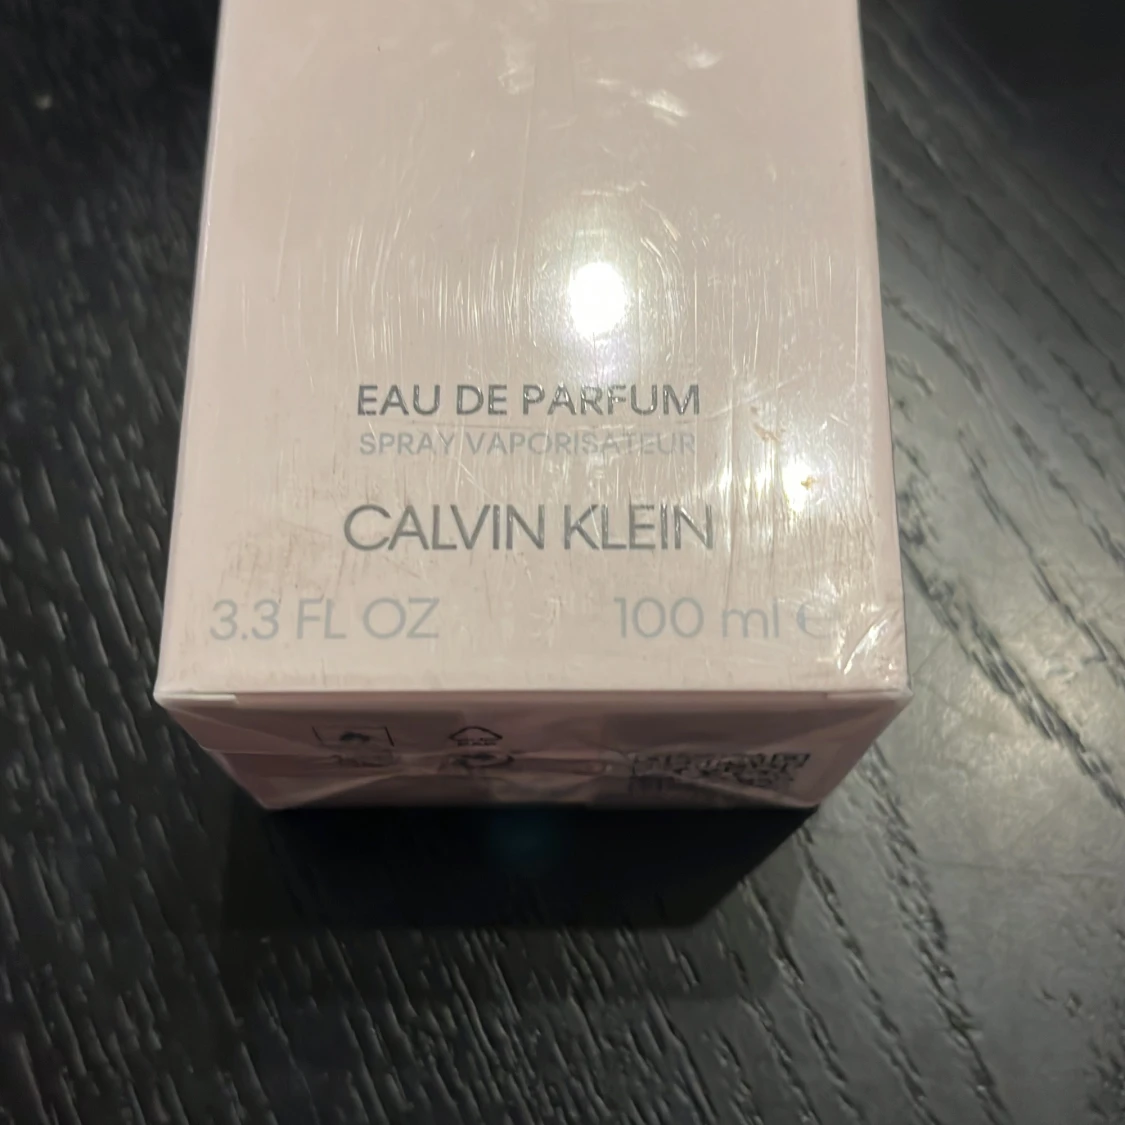 EAU DE PARFUM
SPRAY VAPORISATEUR
CALVIN KLEIN
3.3 FL OZ 100 ml ℮